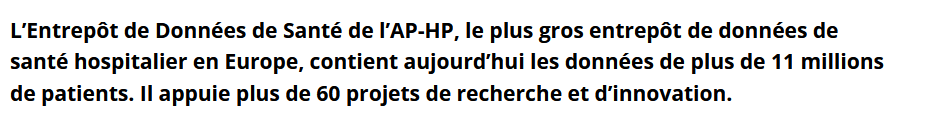 L’Entrepôt de Données de Santé de l’AP-HP, le plus gros entrepôt de données de
santé hospitalier en Europe, contient aujourd’hui les données de plus de 11 millions
de patients. Il appuie plus de 60 projets de recherche et d’innovation.